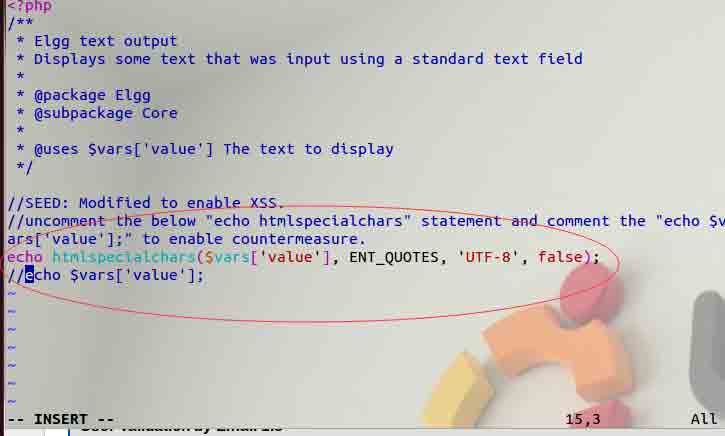 <?php
/**
 * Elgg text output
 * Displays some text that was input using a standard text field
 *
 * @package Elgg
 * @subpackage Core
 *
 * @uses $vars['value'] The text to display
 */

//SEED: Modified to enable XSS.
//uncomment the below "echo htmlspecialchars" statement and comment the "echo $v
ars['value'];" to enable countermeasure.
echo htmlspecialchars($vars['value'], ENT_QUOTES, 'UTF-8', false);
//echo $vars['value'];
~
~
~
~
~
~
~
-- INSERT -- 15,3 All